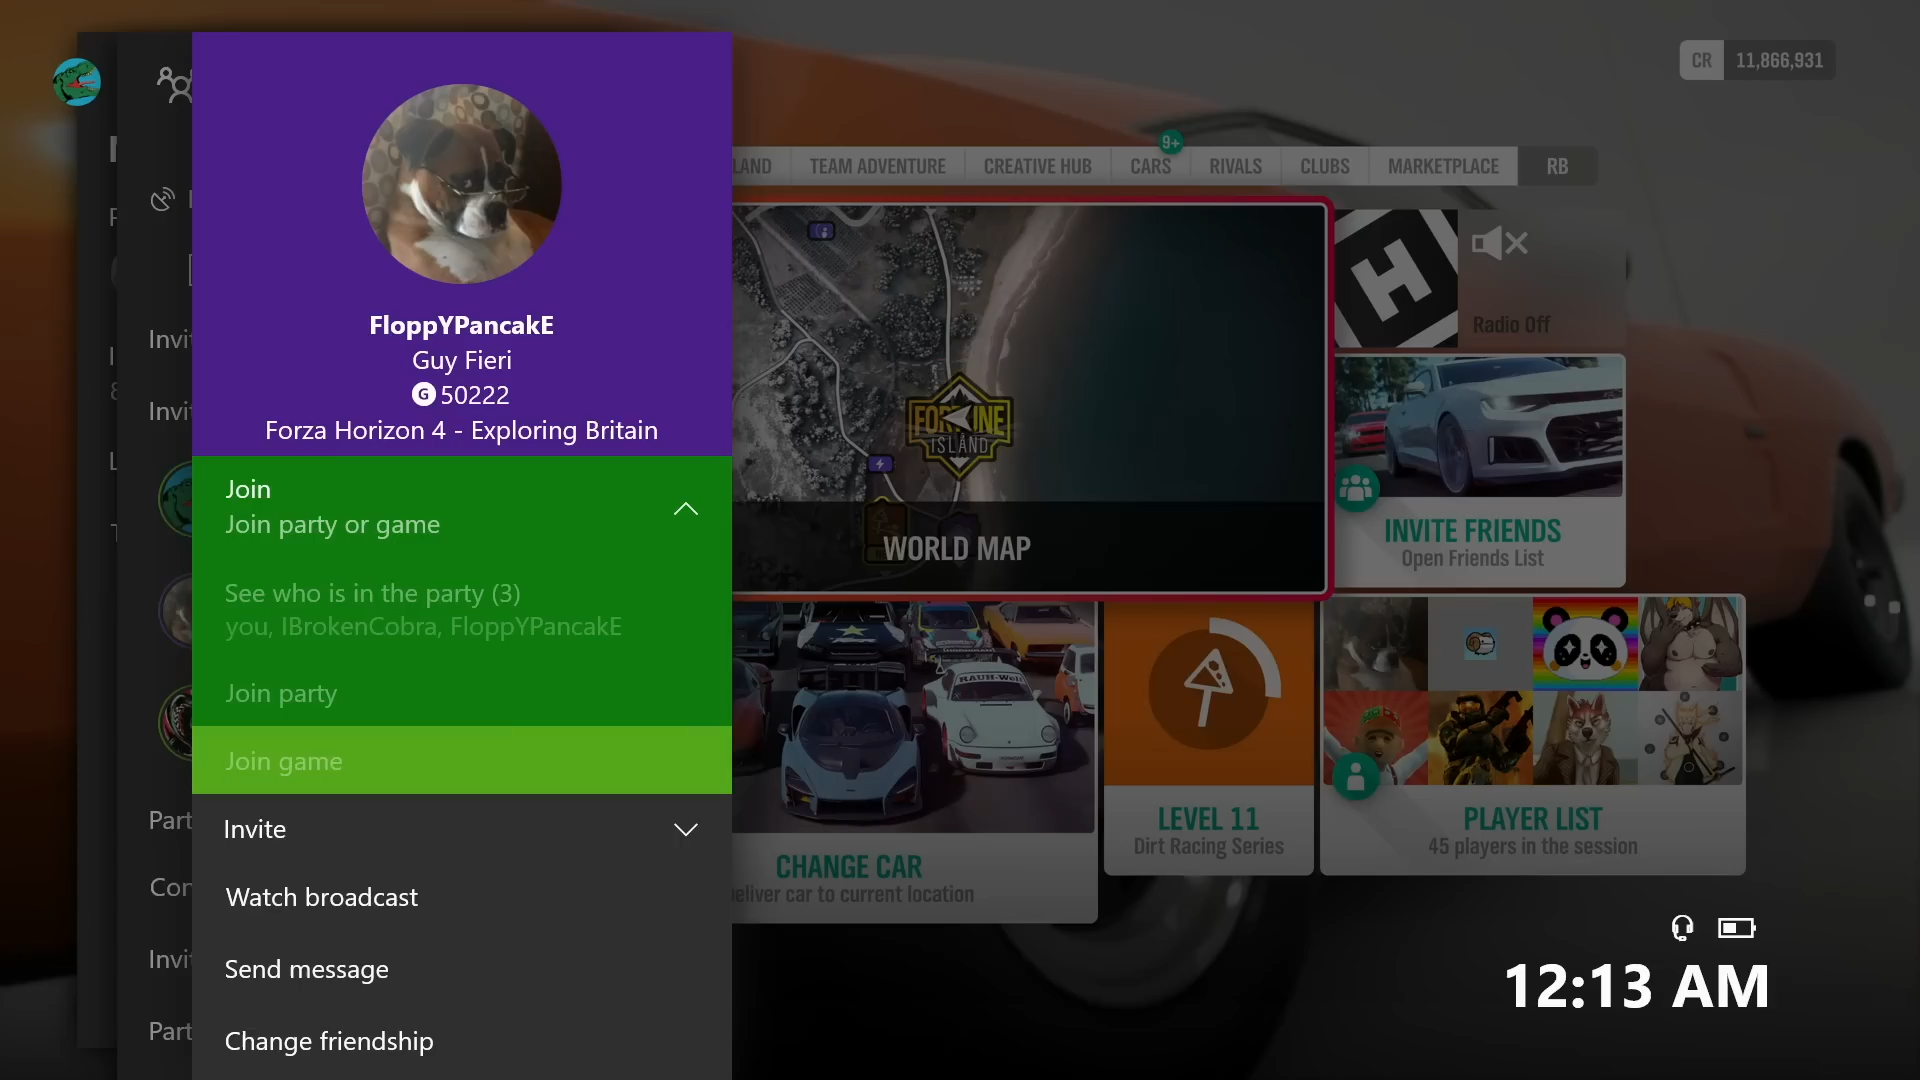 FloppYPancakE
Guy Fieri
G 50222
Forza Horizon 4 - Exploring Britain
Join
Join party or game
See who is in the party (3)
you, IBrokenCobra, FloppYPancakE
Join party
Join game
Invite
Watch broadcast
Send message
Change friendship
Invi
Invi
Part
Con
Invi
Part
CR 11,866,931
9+
LAND TEAM ADVENTURE CREATIVE HUB CARS RIVALS CLUBS MARKETPLACE RB
FORTUNE
ISLAND
WORLD MAP
H
Radio Off
INVITE FRIENDS
Open Friends List
RAUH-Welt
CHANGE CAR
eliver car to current location
LEVEL 11
Dirt Racing Series
PLAYER LIST
45 players in the session
12:13 AM